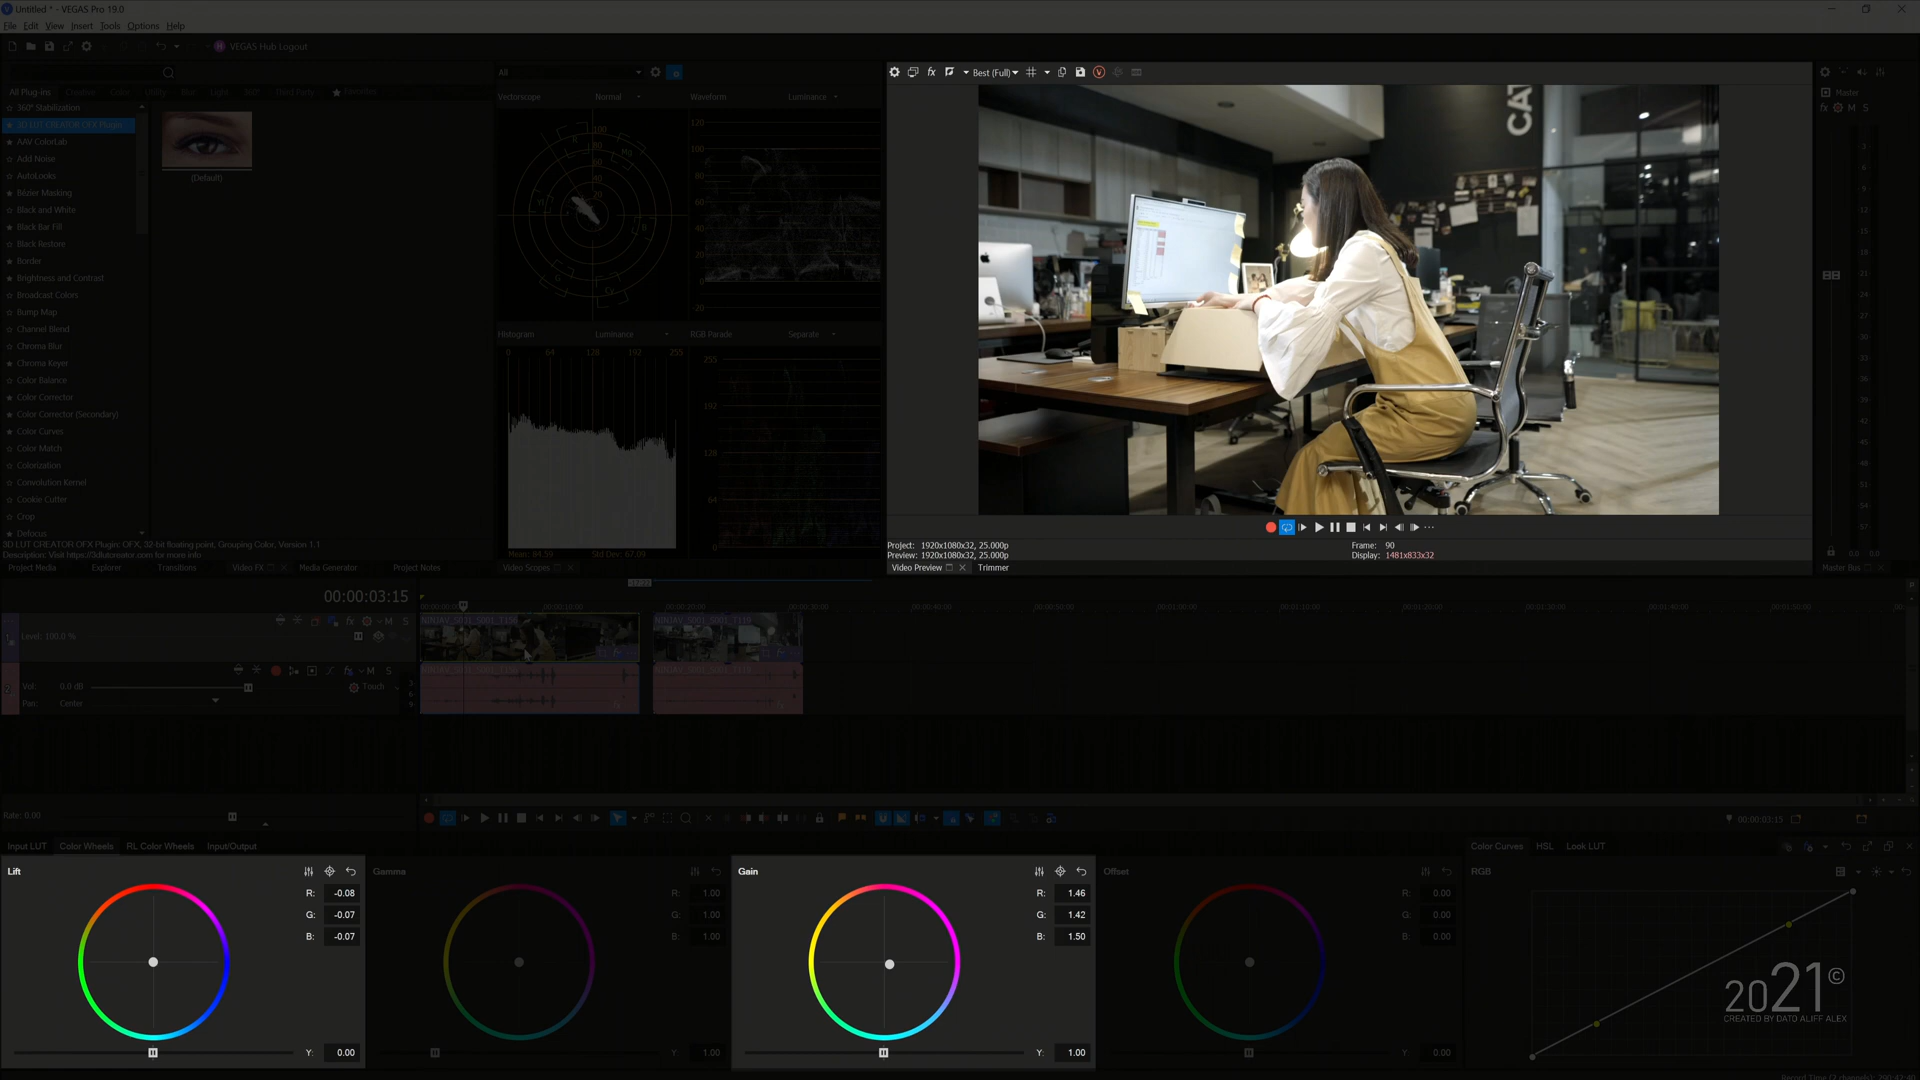 Untitled * - VEGAS Pro 19.0
File Edit View Insert Tools Options Help
VEGAS Hub Logout
All
Best (Full)
All Plug-ins Creative Color Utility Blur Light 360° Third Party Favorites
Vectorscope Normal Waveform Luminance
Master
M S
360° Stabilization
3D LUT CREATOR OFX Plugin
AAV ColorLab
Add Noise
AutoLooks
Bézier Masking
Black and White
Black Bar Fill
Black Restore
Border
Brightness and Contrast
Broadcast Colors
Bump Map
Channel Blend
Chroma Blur
Chroma Keyer
Color Balance
Color Corrector
Color Corrector (Secondary)
Color Curves
Color Match
Colorization
Convolution Kernel
Cookie Cutter
Crop
Defocus
(Default)
CAT
Histogram Luminance RGB Parade Separate
0 64 128 192 255
Mean: 84.59 Std Dev: 67.09
3D LUT CREATOR OFX Plugin: OFX, 32-bit floating point, Grouping Color, Version 1.1
Description: Visit https://3dlutcreator.com for more info
Project: 1920x1080x32, 25.000p
Preview: 1920x1080x32, 25.000p
Frame: 90
Display: 1481x833x32
Project Media Explorer Transitions Video FX Media Generator Project Notes Video Scopes
Video Preview Trimmer
Master Bus
00:00:03:15
Level: 100.0 %
M S
Vol: 0.0 dB
Touch
Pan: Center
Rate: 0.00
00:00:03:15
Input LUT Color Wheels RL Color Wheels Input/Output
Color Curves HSL Look LUT
Lift
R: -0.08
G: -0.07
B: -0.07
Y: 0.00
Gamma
R: 1.00
G: 1.00
B: 1.00
Y: 1.00
Gain
R: 1.46
G: 1.42
B: 1.50
Y: 1.00
Offset
R: 0.00
G: 0.00
B: 0.00
Y: 0.00
RGB
2021©
CREATED BY DATO ALIFF ALEX